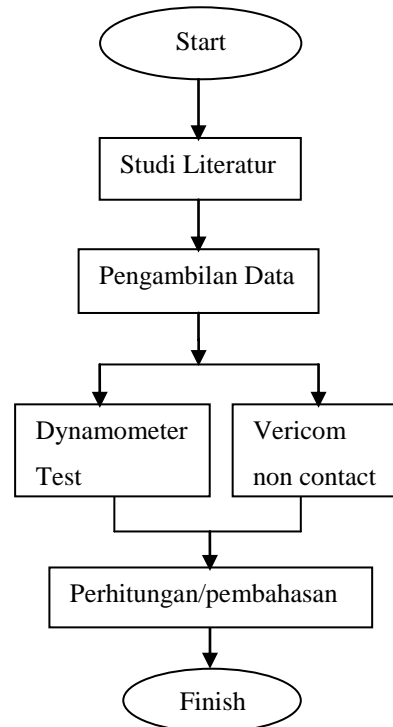 Start
Studi Literatur
Pengambilan Data
Dynamometer
Test
Vericom
non contact
Perhitungan/pembahasan
Finish